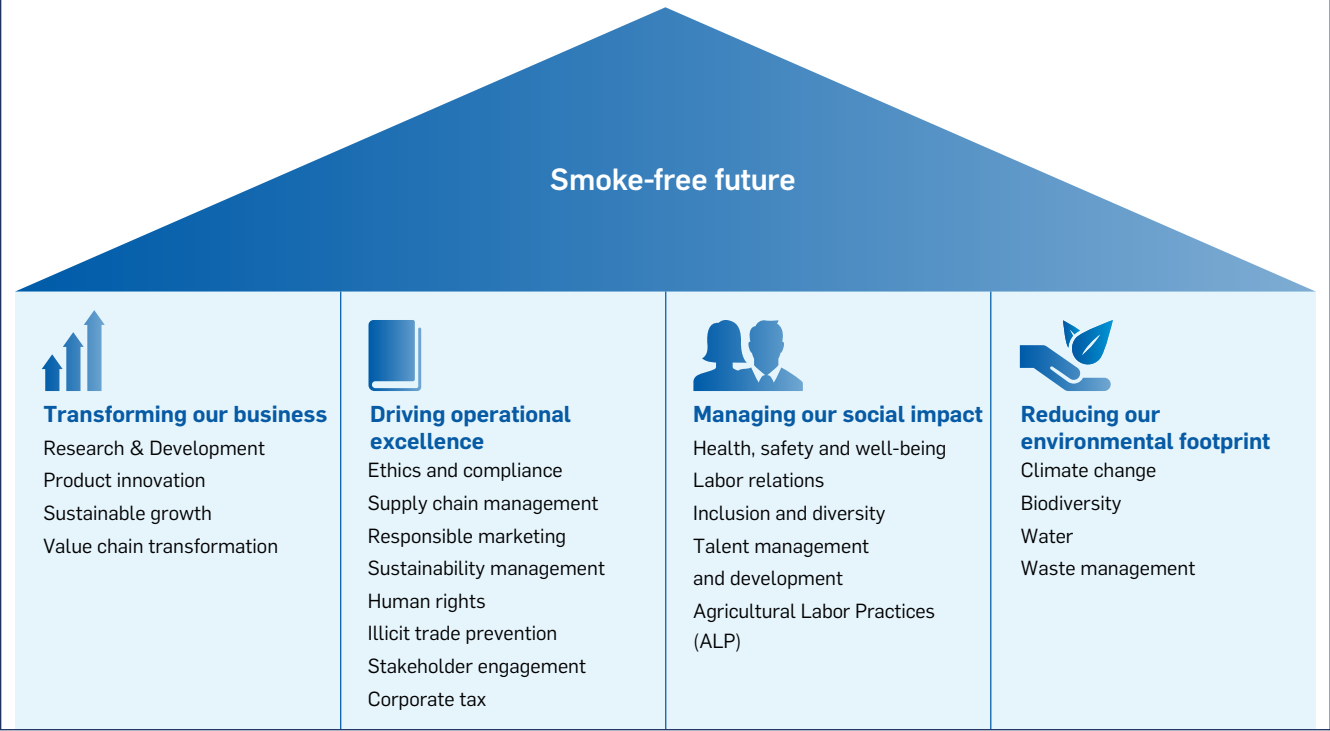 Smoke-free future
Transforming our business
Research & Development
Product innovation
Sustainable growth
Value chain transformation
Driving operational
excellence
Ethics and compliance
Supply chain management
Responsible marketing
Sustainability management
Human rights
Illicit trade prevention
Stakeholder engagement
Corporate tax
Managing our social impact
Health, safety and well-being
Labor relations
Inclusion and diversity
Talent management
and development
Agricultural Labor Practices
(ALP)
Reducing our
environmental footprint
Climate change
Biodiversity
Water
Waste management